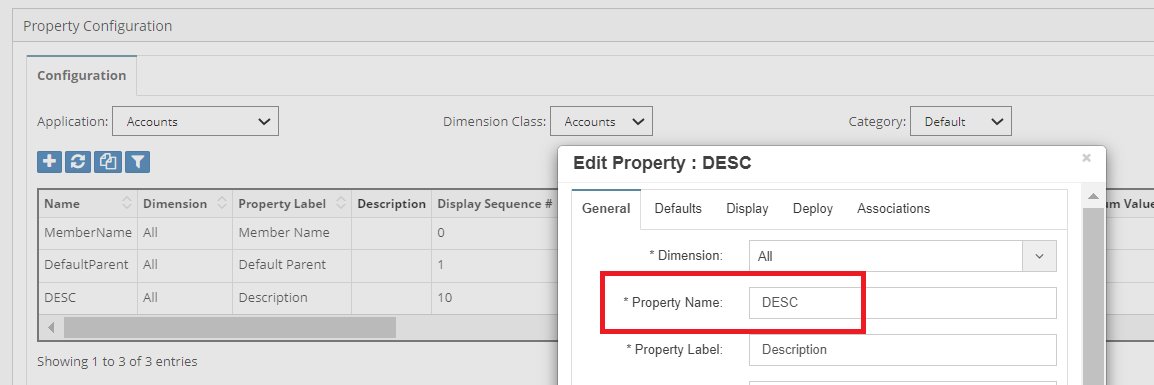 Property Configuration
Configuration
Application: Accounts Dimension Class: Accounts Category: Default
Edit Property : DESC ×
General Defaults Display Deploy Associations
Name Dimension Property Label Description Display Sequence # um Value
MemberName All Member Name 0
DefaultParent All Default Parent 1
DESC All Description 10
* Dimension: All
* Property Name: DESC
* Property Label: Description
Showing 1 to 3 of 3 entries